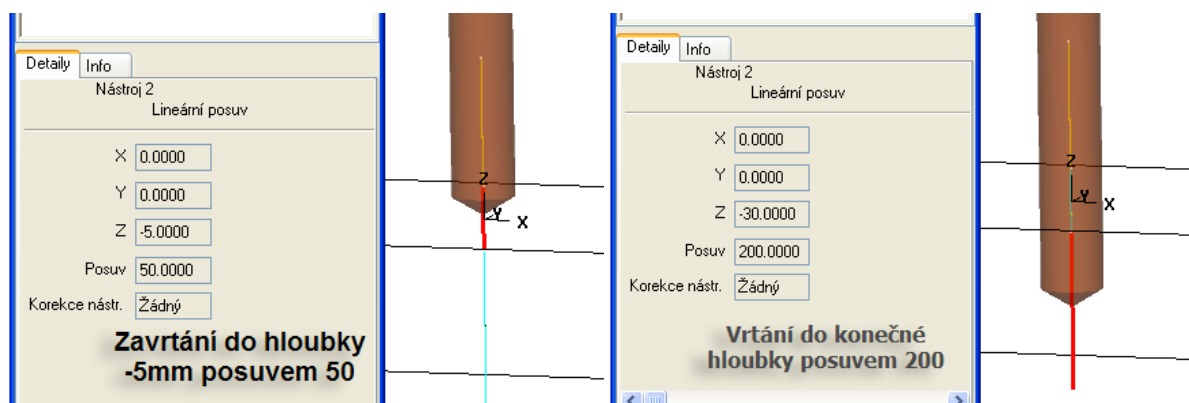 Detaily Info
Nástroj 2
Lineární posuv
X 0.0000
Y 0.0000
Z -5.0000
Posuv 50.0000
Korekce nástr. Žádný
Zavrtání do hloubky
-5mm posuvem 50
Z
Y X
Detaily Info
Nástroj 2
Lineární posuv
X 0.0000
Y 0.0000
Z -30.0000
Posuv 200.0000
Korekce nástr. Žádný
Vrtání do konečné
hloubky posuvem 200
Z
Y X